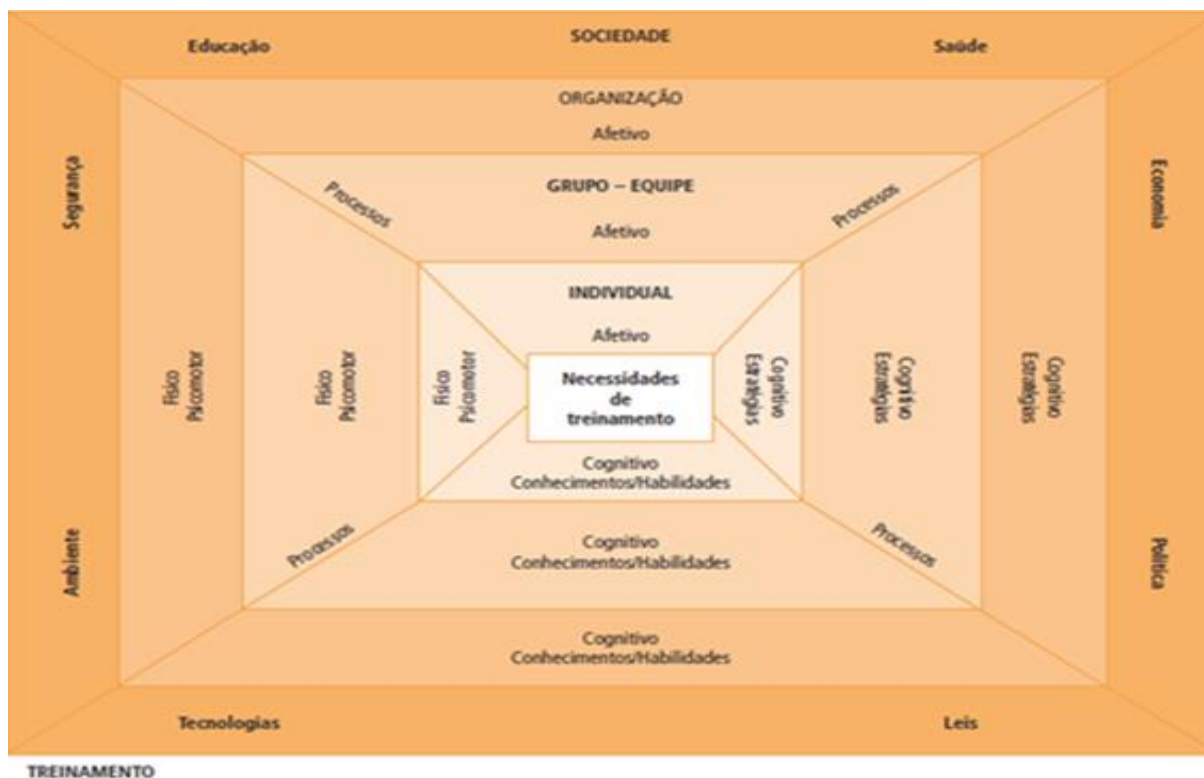 SOCIEDADE
Educação
Saúde
ORGANIZAÇÃO
Afetivo
Segurança
Economia
Processos
GRUPO – EQUIPE
Processos
Afetivo
INDIVIDUAL
Afetivo
Físico
Psicomotor
Físico
Psicomotor
Físico
Psicomotor
Necessidades
de
treinamento
Cognitivo
Estratégias
Cognitivo
Estratégias
Cognitivo
Estratégias
Cognitivo
Conhecimentos/Habilidades
Ambiente
Processos
Cognitivo
Conhecimentos/Habilidades
Processos
Política
Cognitivo
Conhecimentos/Habilidades
Tecnologias
Leis
TREINAMENTO